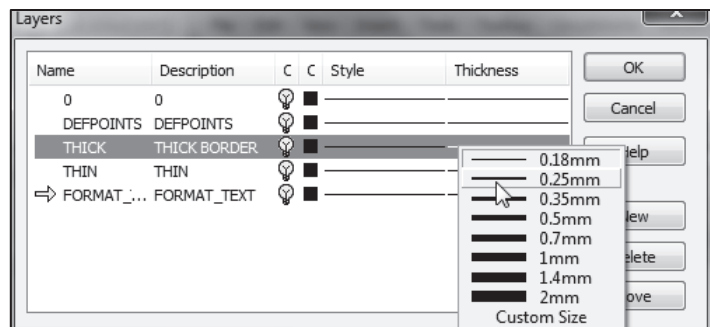 Layers
Name Description C C Style Thickness
0 0
DEFPOINTS DEFPOINTS
THICK THICK BORDER
THIN THIN
FORMAT_... FORMAT_TEXT
0.18mm
0.25mm
0.35mm
0.5mm
0.7mm
1mm
1.4mm
2mm
Custom Size
OK
Cancel